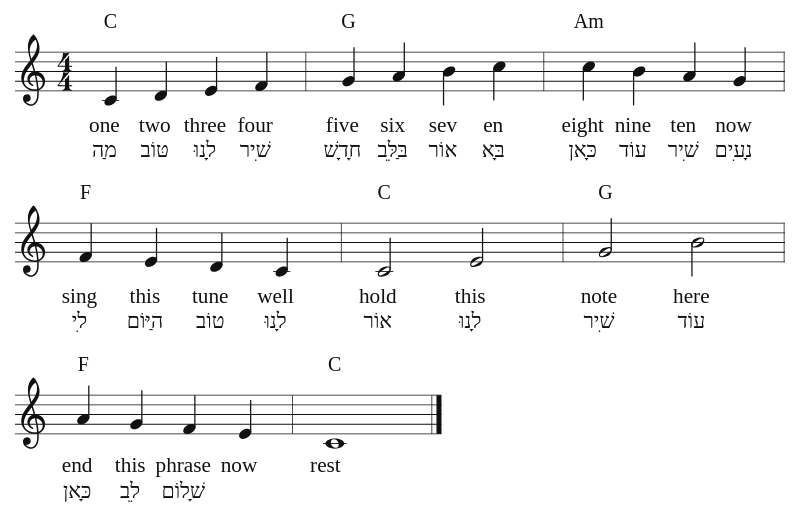 C G Am
4
4
one two three four five six sev en eight nine ten now
מַה טּוֹב לָנוּ שִׁיר חָדָשׁ בַּלֵּב אוֹר בָּא כָּאן עוֹד שִׁיר נָעִים
F C G
sing this tune well hold this note here
לִי הַיּוֹם טוֹב לָנוּ אוֹר לָנוּ שִׁיר עוֹד
F C
end this phrase now rest
כָּאן לֵב שָׁלוֹם